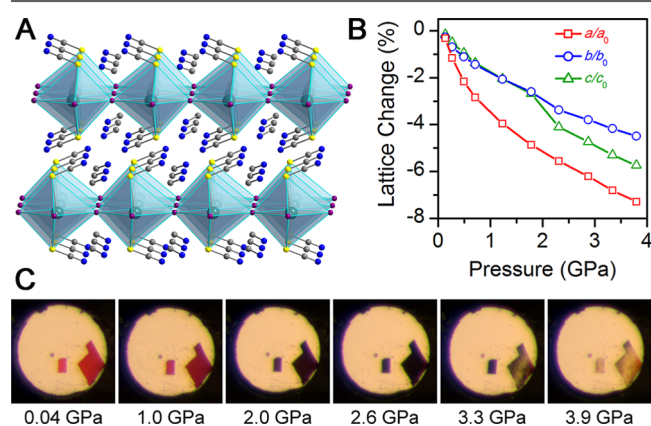 A
B
0
-2
-4
-6
-8
Lattice Change (%)
a/a₀
b/b₀
c/c₀
0 1 2 3 4
Pressure (GPa)
C
0.04 GPa 1.0 GPa 2.0 GPa 2.6 GPa 3.3 GPa 3.9 GPa